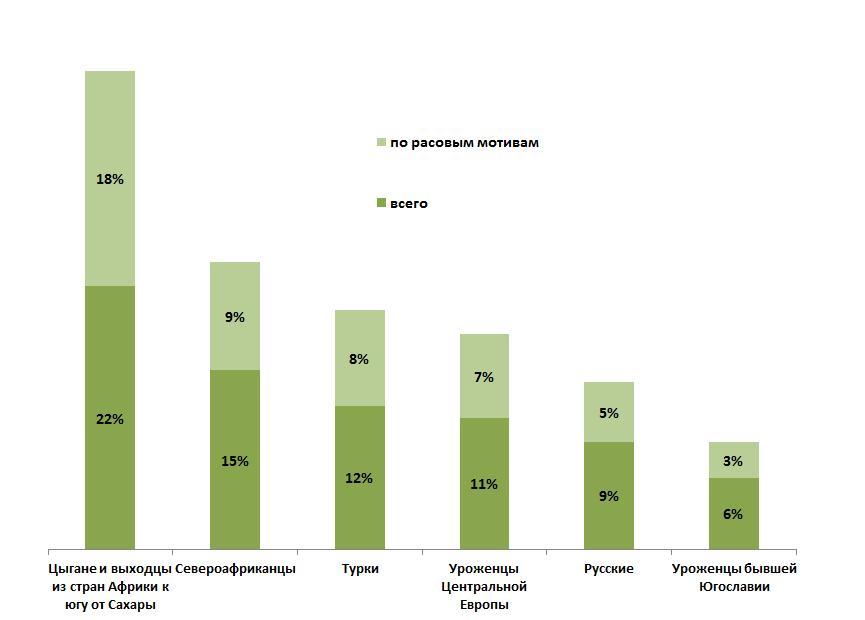 по расовым мотивам
всего
18%
9%
8%
7%
5%
3%
22%
15%
12%
11%
9%
6%
Цыгане и выходцы
из стран Африки к
югу от Сахары
Североафриканцы
Турки
Уроженцы
Центральной
Европы
Русские
Уроженцы бывшей
Югославии